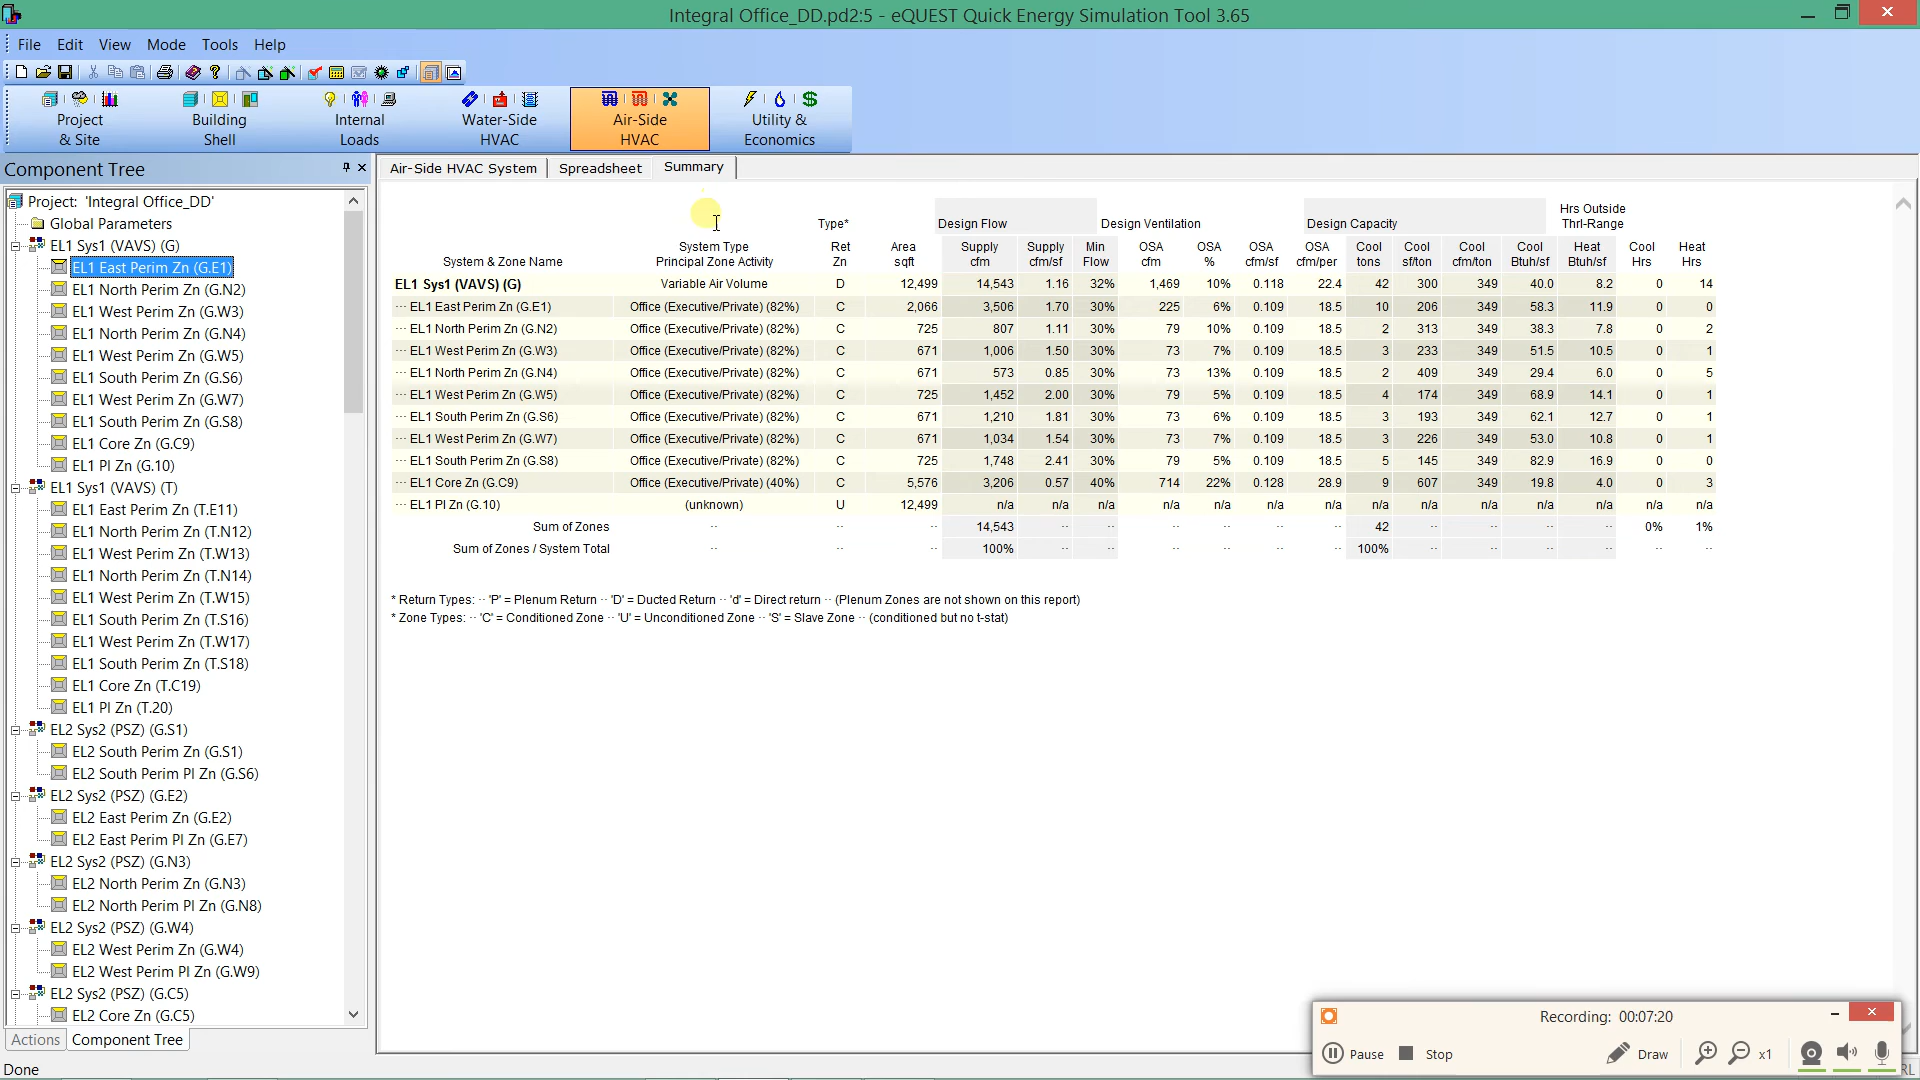 Integral Office_DD.pd2:5 - eQUEST Quick Energy Simulation Tool 3.65
File Edit View Mode Tools Help
Project & Site
Building Shell
Internal Loads
Water-Side HVAC
Air-Side HVAC
Utility & Economics
Component Tree
Project: 'Integral Office_DD'
Global Parameters
EL1 Sys1 (VAVS) (G)
EL1 East Perim Zn (G.E1)
EL1 North Perim Zn (G.N2)
EL1 West Perim Zn (G.W3)
EL1 North Perim Zn (G.N4)
EL1 West Perim Zn (G.W5)
EL1 South Perim Zn (G.S6)
EL1 West Perim Zn (G.W7)
EL1 South Perim Zn (G.S8)
EL1 Core Zn (G.C9)
EL1 Pl Zn (G.10)
EL1 Sys1 (VAVS) (T)
EL1 East Perim Zn (T.E11)
EL1 North Perim Zn (T.N12)
EL1 West Perim Zn (T.W13)
EL1 North Perim Zn (T.N14)
EL1 West Perim Zn (T.W15)
EL1 South Perim Zn (T.S16)
EL1 West Perim Zn (T.W17)
EL1 South Perim Zn (T.S18)
EL1 Core Zn (T.C19)
EL1 Pl Zn (T.20)
EL2 Sys2 (PSZ) (G.S1)
EL2 South Perim Zn (G.S1)
EL2 South Perim Pl Zn (G.S6)
EL2 Sys2 (PSZ) (G.E2)
EL2 East Perim Zn (G.E2)
EL2 East Perim Pl Zn (G.E7)
EL2 Sys2 (PSZ) (G.N3)
EL2 North Perim Zn (G.N3)
EL2 North Perim Pl Zn (G.N8)
EL2 Sys2 (PSZ) (G.W4)
EL2 West Perim Zn (G.W4)
EL2 West Perim Pl Zn (G.W9)
EL2 Sys2 (PSZ) (G.C5)
EL2 Core Zn (G.C5)
Actions Component Tree
Done
Air-Side HVAC System Spreadsheet Summary
Hrs Outside
Type* Design Flow Design Ventilation Design Capacity Thrl-Range
System Type Ret Area Supply Supply Min OSA OSA OSA OSA Cool Cool Cool Cool Heat Cool Heat
System & Zone Name Principal Zone Activity Zn sqft cfm cfm/sf Flow cfm % cfm/sf cfm/per tons sf/ton cfm/ton Btuh/sf Btuh/sf Hrs Hrs
EL1 Sys1 (VAVS) (G) Variable Air Volume D 12,499 14,543 1.16 32% 1,469 10% 0.118 22.4 42 300 349 40.0 8.2 0 14
EL1 East Perim Zn (G.E1) Office (Executive/Private) (82%) C 2,066 3,506 1.70 30% 225 6% 0.109 18.5 10 206 349 58.3 11.9 0 0
EL1 North Perim Zn (G.N2) Office (Executive/Private) (82%) C 725 807 1.11 30% 79 10% 0.109 18.5 2 313 349 38.3 7.8 0 2
EL1 West Perim Zn (G.W3) Office (Executive/Private) (82%) C 671 1,006 1.50 30% 73 7% 0.109 18.5 3 233 349 51.5 10.5 0 1
EL1 North Perim Zn (G.N4) Office (Executive/Private) (82%) C 671 573 0.85 30% 73 13% 0.109 18.5 2 409 349 29.4 6.0 0 5
EL1 West Perim Zn (G.W5) Office (Executive/Private) (82%) C 725 1,452 2.00 30% 79 5% 0.109 18.5 4 174 349 68.9 14.1 0 1
EL1 South Perim Zn (G.S6) Office (Executive/Private) (82%) C 671 1,210 1.81 30% 73 6% 0.109 18.5 3 193 349 62.1 12.7 0 1
EL1 West Perim Zn (G.W7) Office (Executive/Private) (82%) C 671 1,034 1.54 30% 73 7% 0.109 18.5 3 226 349 53.0 10.8 0 1
EL1 South Perim Zn (G.S8) Office (Executive/Private) (82%) C 725 1,748 2.41 30% 79 5% 0.109 18.5 5 145 349 82.9 16.9 0 0
EL1 Core Zn (G.C9) Office (Executive/Private) (40%) C 5,576 3,206 0.57 40% 714 22% 0.128 28.9 9 607 349 19.8 4.0 0 3
EL1 Pl Zn (G.10) (unknown) U 12,499 n/a n/a n/a n/a n/a n/a n/a n/a n/a n/a n/a n/a n/a n/a
Sum of Zones -- -- -- 14,543 -- -- -- -- -- -- 42 -- -- -- -- 0% 1%
Sum of Zones / System Total -- -- -- 100% -- -- -- -- -- -- 100% -- -- -- -- -- --
* Return Types: -- 'P' = Plenum Return -- 'D' = Ducted Return -- 'd' = Direct return -- (Plenum Zones are not shown on this report)
* Zone Types: -- 'C' = Conditioned Zone -- 'U' = Unconditioned Zone -- 'S' = Slave Zone -- (conditioned but no t-stat)
Recording: 00:07:20
Pause Stop Draw x1